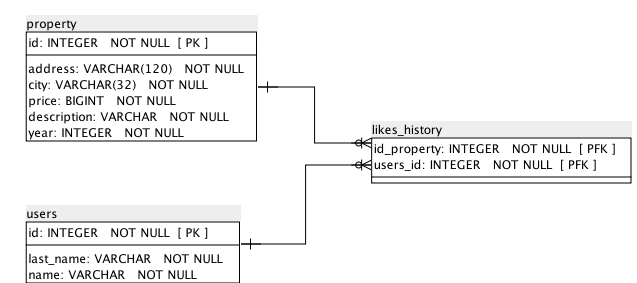 property
id: INTEGER NOT NULL [ PK ]
address: VARCHAR(120) NOT NULL
city: VARCHAR(32) NOT NULL
price: BIGINT NOT NULL
description: VARCHAR NOT NULL
year: INTEGER NOT NULL
likes_history
id_property: INTEGER NOT NULL [ PFK ]
users_id: INTEGER NOT NULL [ PFK ]
users
id: INTEGER NOT NULL [ PK ]
last_name: VARCHAR NOT NULL
name: VARCHAR NOT NULL